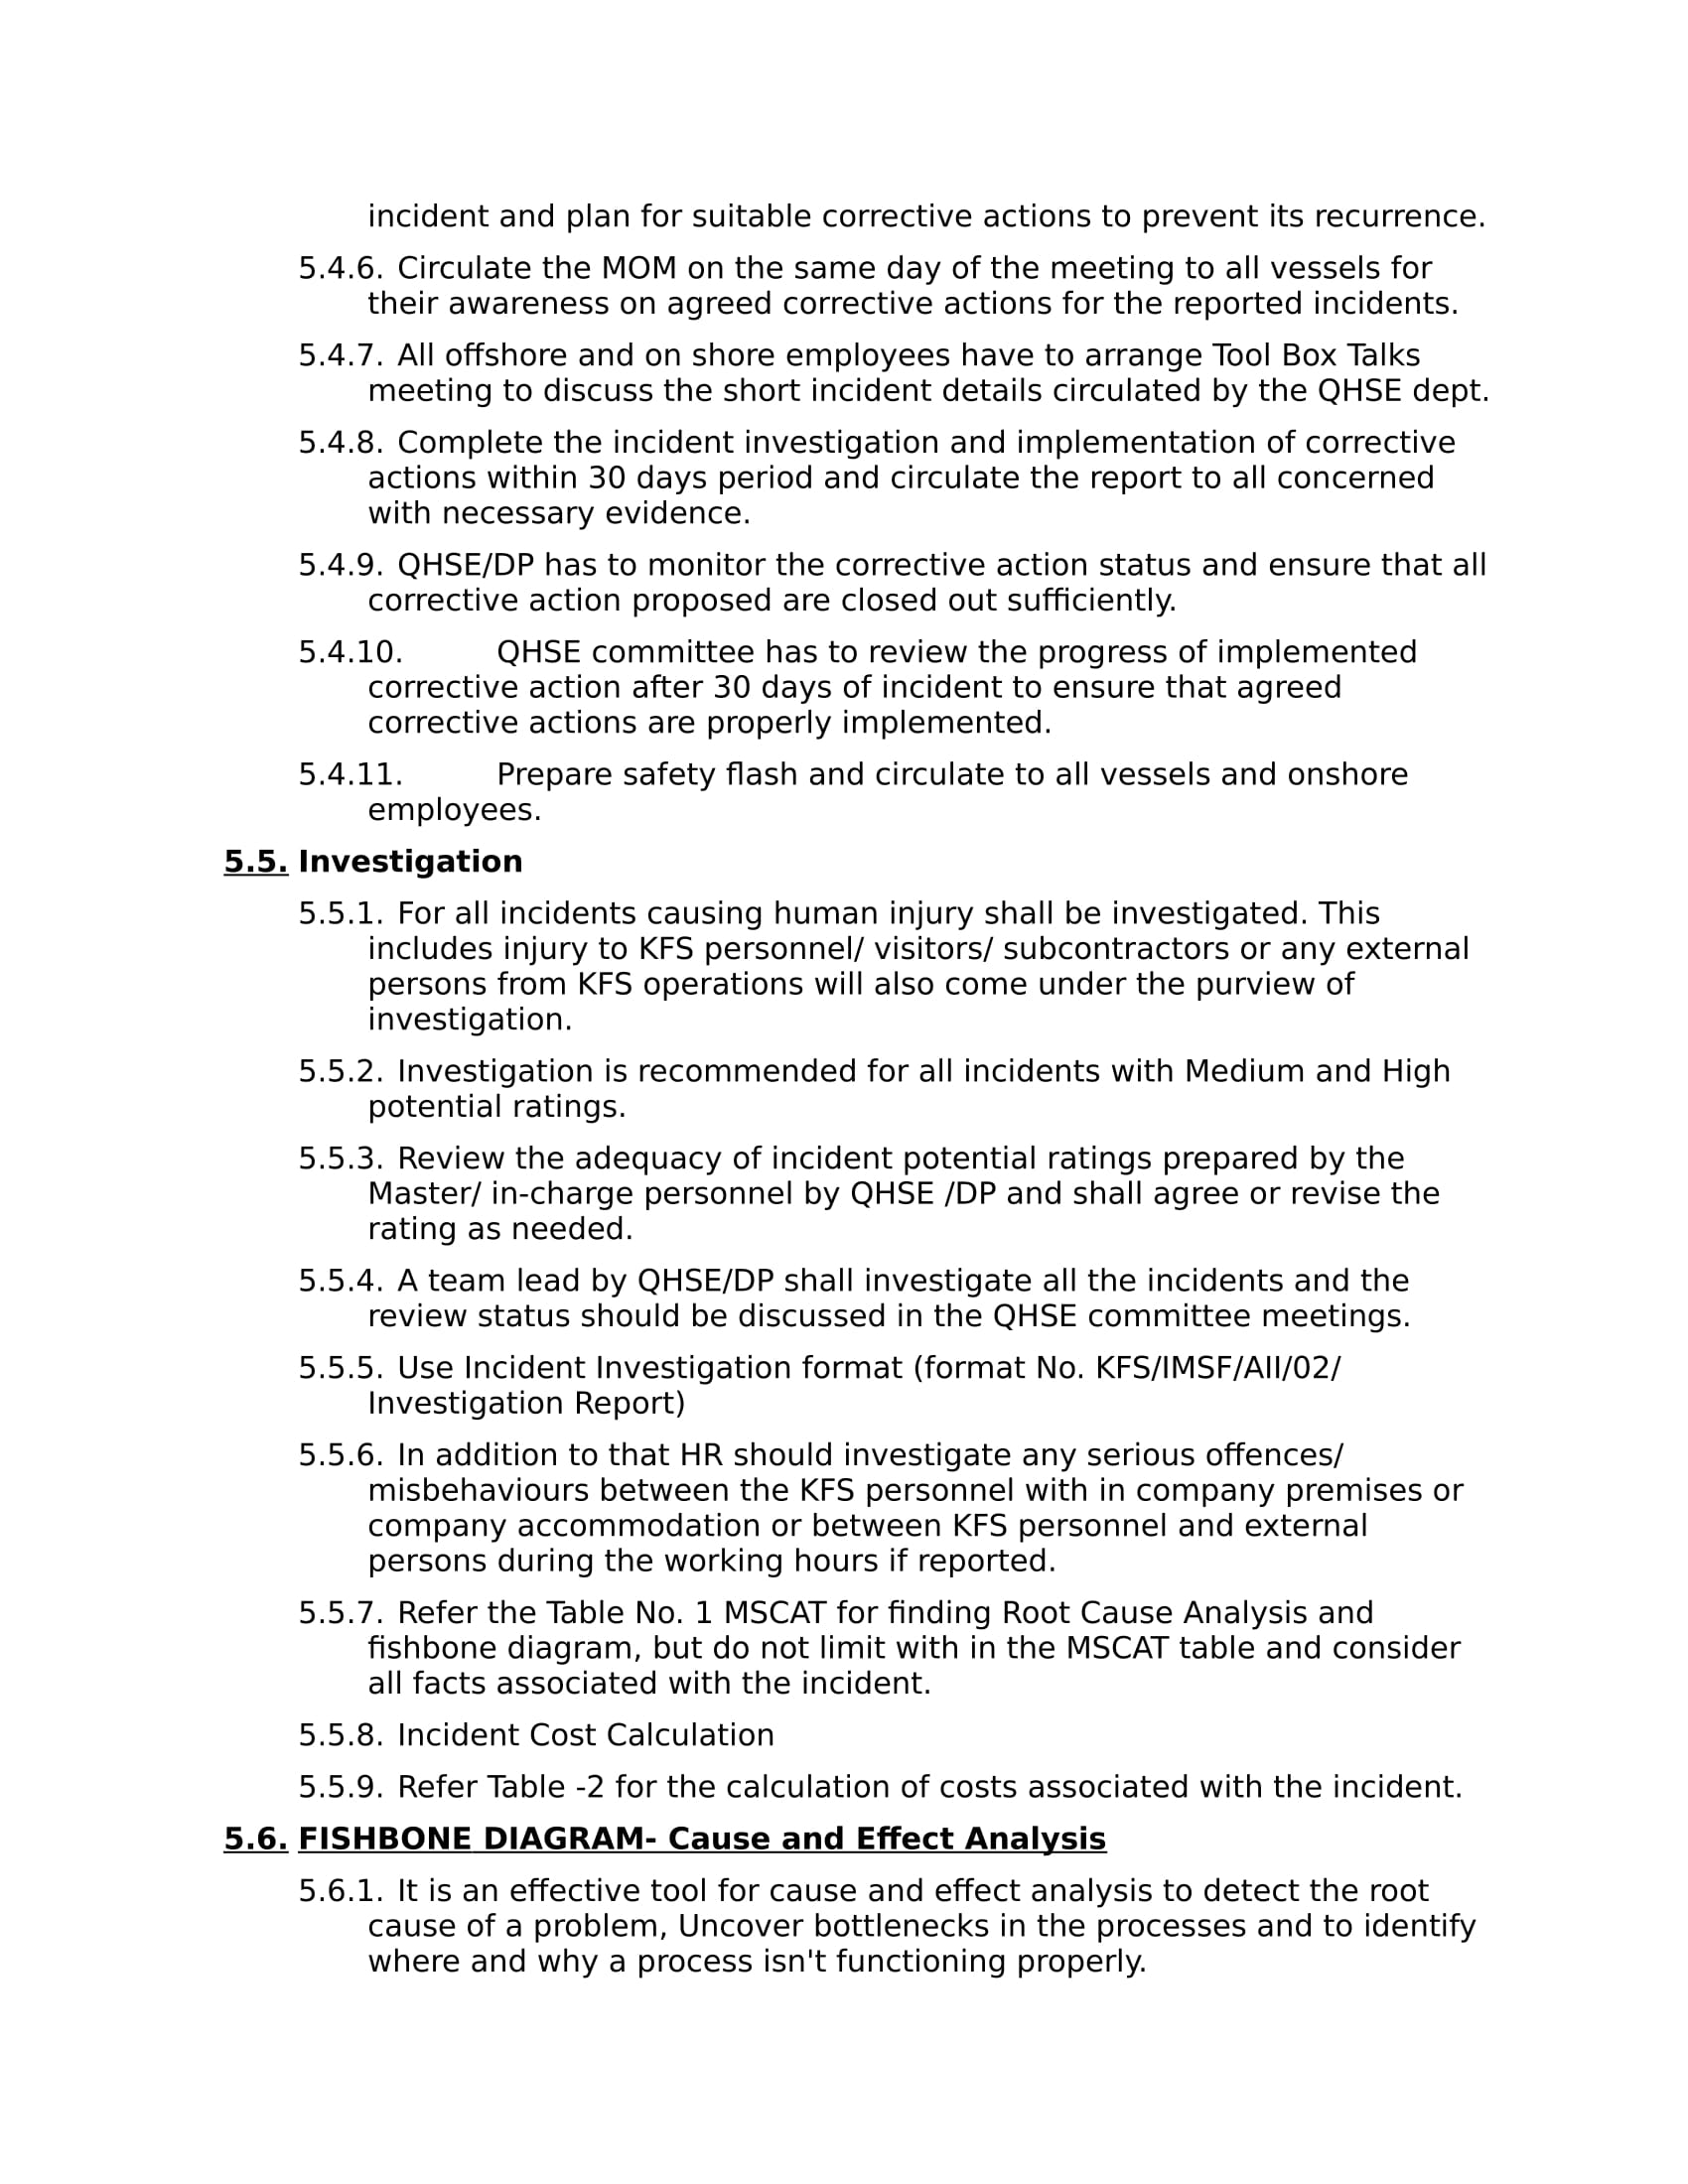 incident and plan for suitable corrective actions to prevent its recurrence.
5.4.6. Circulate the MOM on the same day of the meeting to all vessels for
their awareness on agreed corrective actions for the reported incidents.
5.4.7. All offshore and on shore employees have to arrange Tool Box Talks
meeting to discuss the short incident details circulated by the QHSE dept.
5.4.8. Complete the incident investigation and implementation of corrective
actions within 30 days period and circulate the report to all concerned
with necessary evidence.
5.4.9. QHSE/DP has to monitor the corrective action status and ensure that all
corrective action proposed are closed out sufficiently.
5.4.10. QHSE committee has to review the progress of implemented
corrective action after 30 days of incident to ensure that agreed
corrective actions are properly implemented.
5.4.11. Prepare safety flash and circulate to all vessels and onshore
employees.
5.5. Investigation
5.5.1. For all incidents causing human injury shall be investigated. This
includes injury to KFS personnel/ visitors/ subcontractors or any external
persons from KFS operations will also come under the purview of
investigation.
5.5.2. Investigation is recommended for all incidents with Medium and High
potential ratings.
5.5.3. Review the adequacy of incident potential ratings prepared by the
Master/ in-charge personnel by QHSE /DP and shall agree or revise the
rating as needed.
5.5.4. A team lead by QHSE/DP shall investigate all the incidents and the
review status should be discussed in the QHSE committee meetings.
5.5.5. Use Incident Investigation format (format No. KFS/IMSF/AII/02/
Investigation Report)
5.5.6. In addition to that HR should investigate any serious offences/
misbehaviours between the KFS personnel with in company premises or
company accommodation or between KFS personnel and external
persons during the working hours if reported.
5.5.7. Refer the Table No. 1 MSCAT for finding Root Cause Analysis and
fishbone diagram, but do not limit with in the MSCAT table and consider
all facts associated with the incident.
5.5.8. Incident Cost Calculation
5.5.9. Refer Table -2 for the calculation of costs associated with the incident.
5.6. FISHBONE DIAGRAM- Cause and Effect Analysis
5.6.1. It is an effective tool for cause and effect analysis to detect the root
cause of a problem, Uncover bottlenecks in the processes and to identify
where and why a process isn't functioning properly.